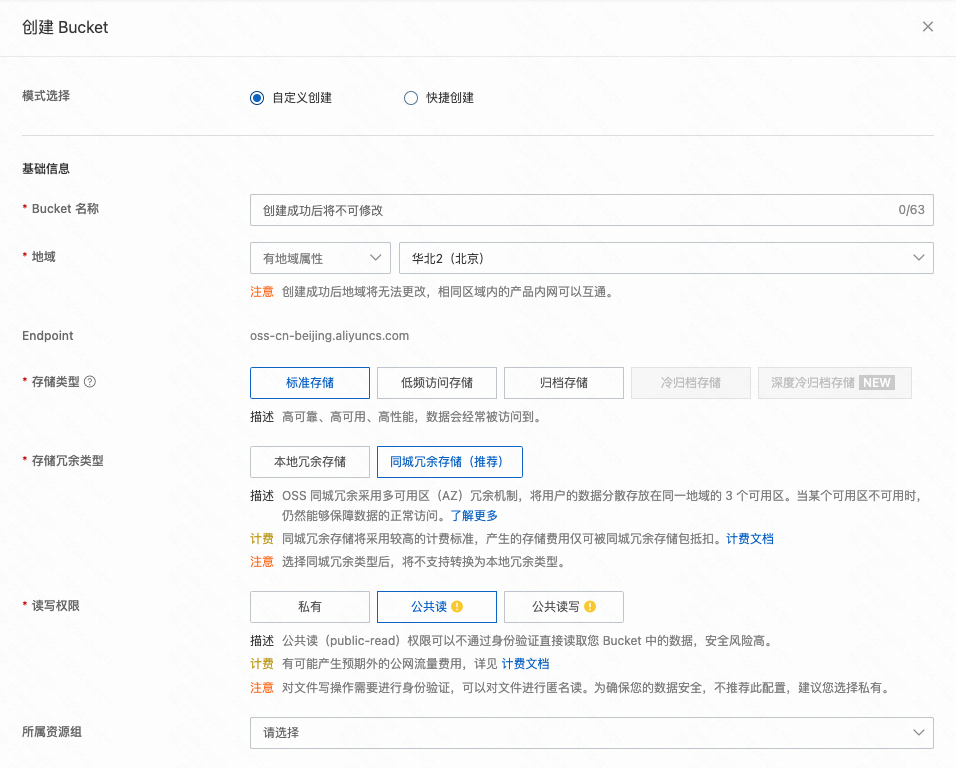 创建 Bucket
模式选择
自定义创建
快捷创建
基础信息
* Bucket 名称
创建成功后将不可修改
0/63
* 地域
有地域属性
华北2（北京）
注意 创建成功后地域将无法更改，相同区域内的产品内网可以互通。
Endpoint
oss-cn-beijing.aliyuncs.com
* 存储类型
标准存储
低频访问存储
归档存储
冷归档存储
深度冷归档存储 NEW
描述 高可靠、高可用、高性能，数据会经常被访问到。
* 存储冗余类型
本地冗余存储
同城冗余存储（推荐）
描述 OSS 同城冗余采用多可用区（AZ）冗余机制，将用户的数据分散存放在同一地域的 3 个可用区。当某个可用区不可用时，
仍然能够保障数据的正常访问。了解更多
计费 同城冗余存储将采用较高的计费标准，产生的存储费用仅可被同城冗余存储包抵扣。计费文档
注意 选择同城冗余类型后，将不支持转换为本地冗余类型。
* 读写权限
私有
公共读
公共读写
描述 公共读（public-read）权限可以不通过身份验证直接读取您 Bucket 中的数据，安全风险高。
计费 有可能产生预期外的公网流量费用，详见 计费文档
注意 对文件写操作需要进行身份验证，可以对文件进行匿名读。为确保您的数据安全，不推荐此配置，建议您选择私有。
所属资源组
请选择